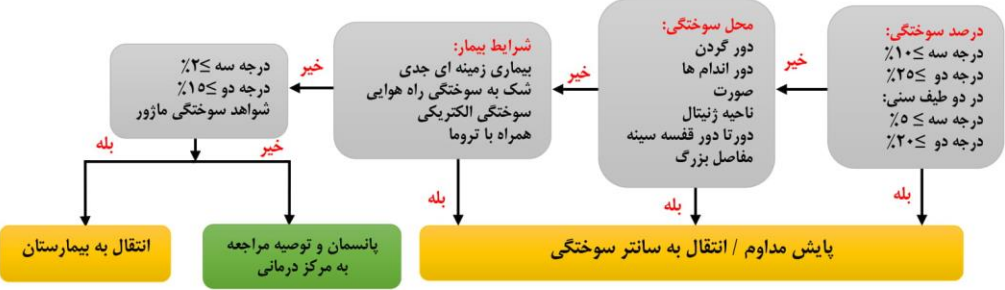 درصد سوختگی:
درجه سه ≥۱۰٪
درجه دو ≥۲۵٪
در دو طیف سنی:
درجه سه ≥ ۵٪
درجه دو ≥۲۰٪
خیر
بله
محل سوختگی:
دور گردن
دور اندام ها
صورت
ناحیه ژنیتال
دورتا دور قفسه سینه
مفاصل بزرگ
خیر
بله
شرایط بیمار:
بیماری زمینه ای جدی
شک به سوختگی راه هوایی
سوختگی الکتریکی
همراه با تروما
خیر
بله
درجه سه ≥۲٪
درجه دو ≥۱۵٪
شواهد سوختگی ماژور
خیر
بله
پایش مداوم / انتقال به سانتر سوختگی
پانسمان و توصیه مراجعه
به مرکز درمانی
انتقال به بیمارستان